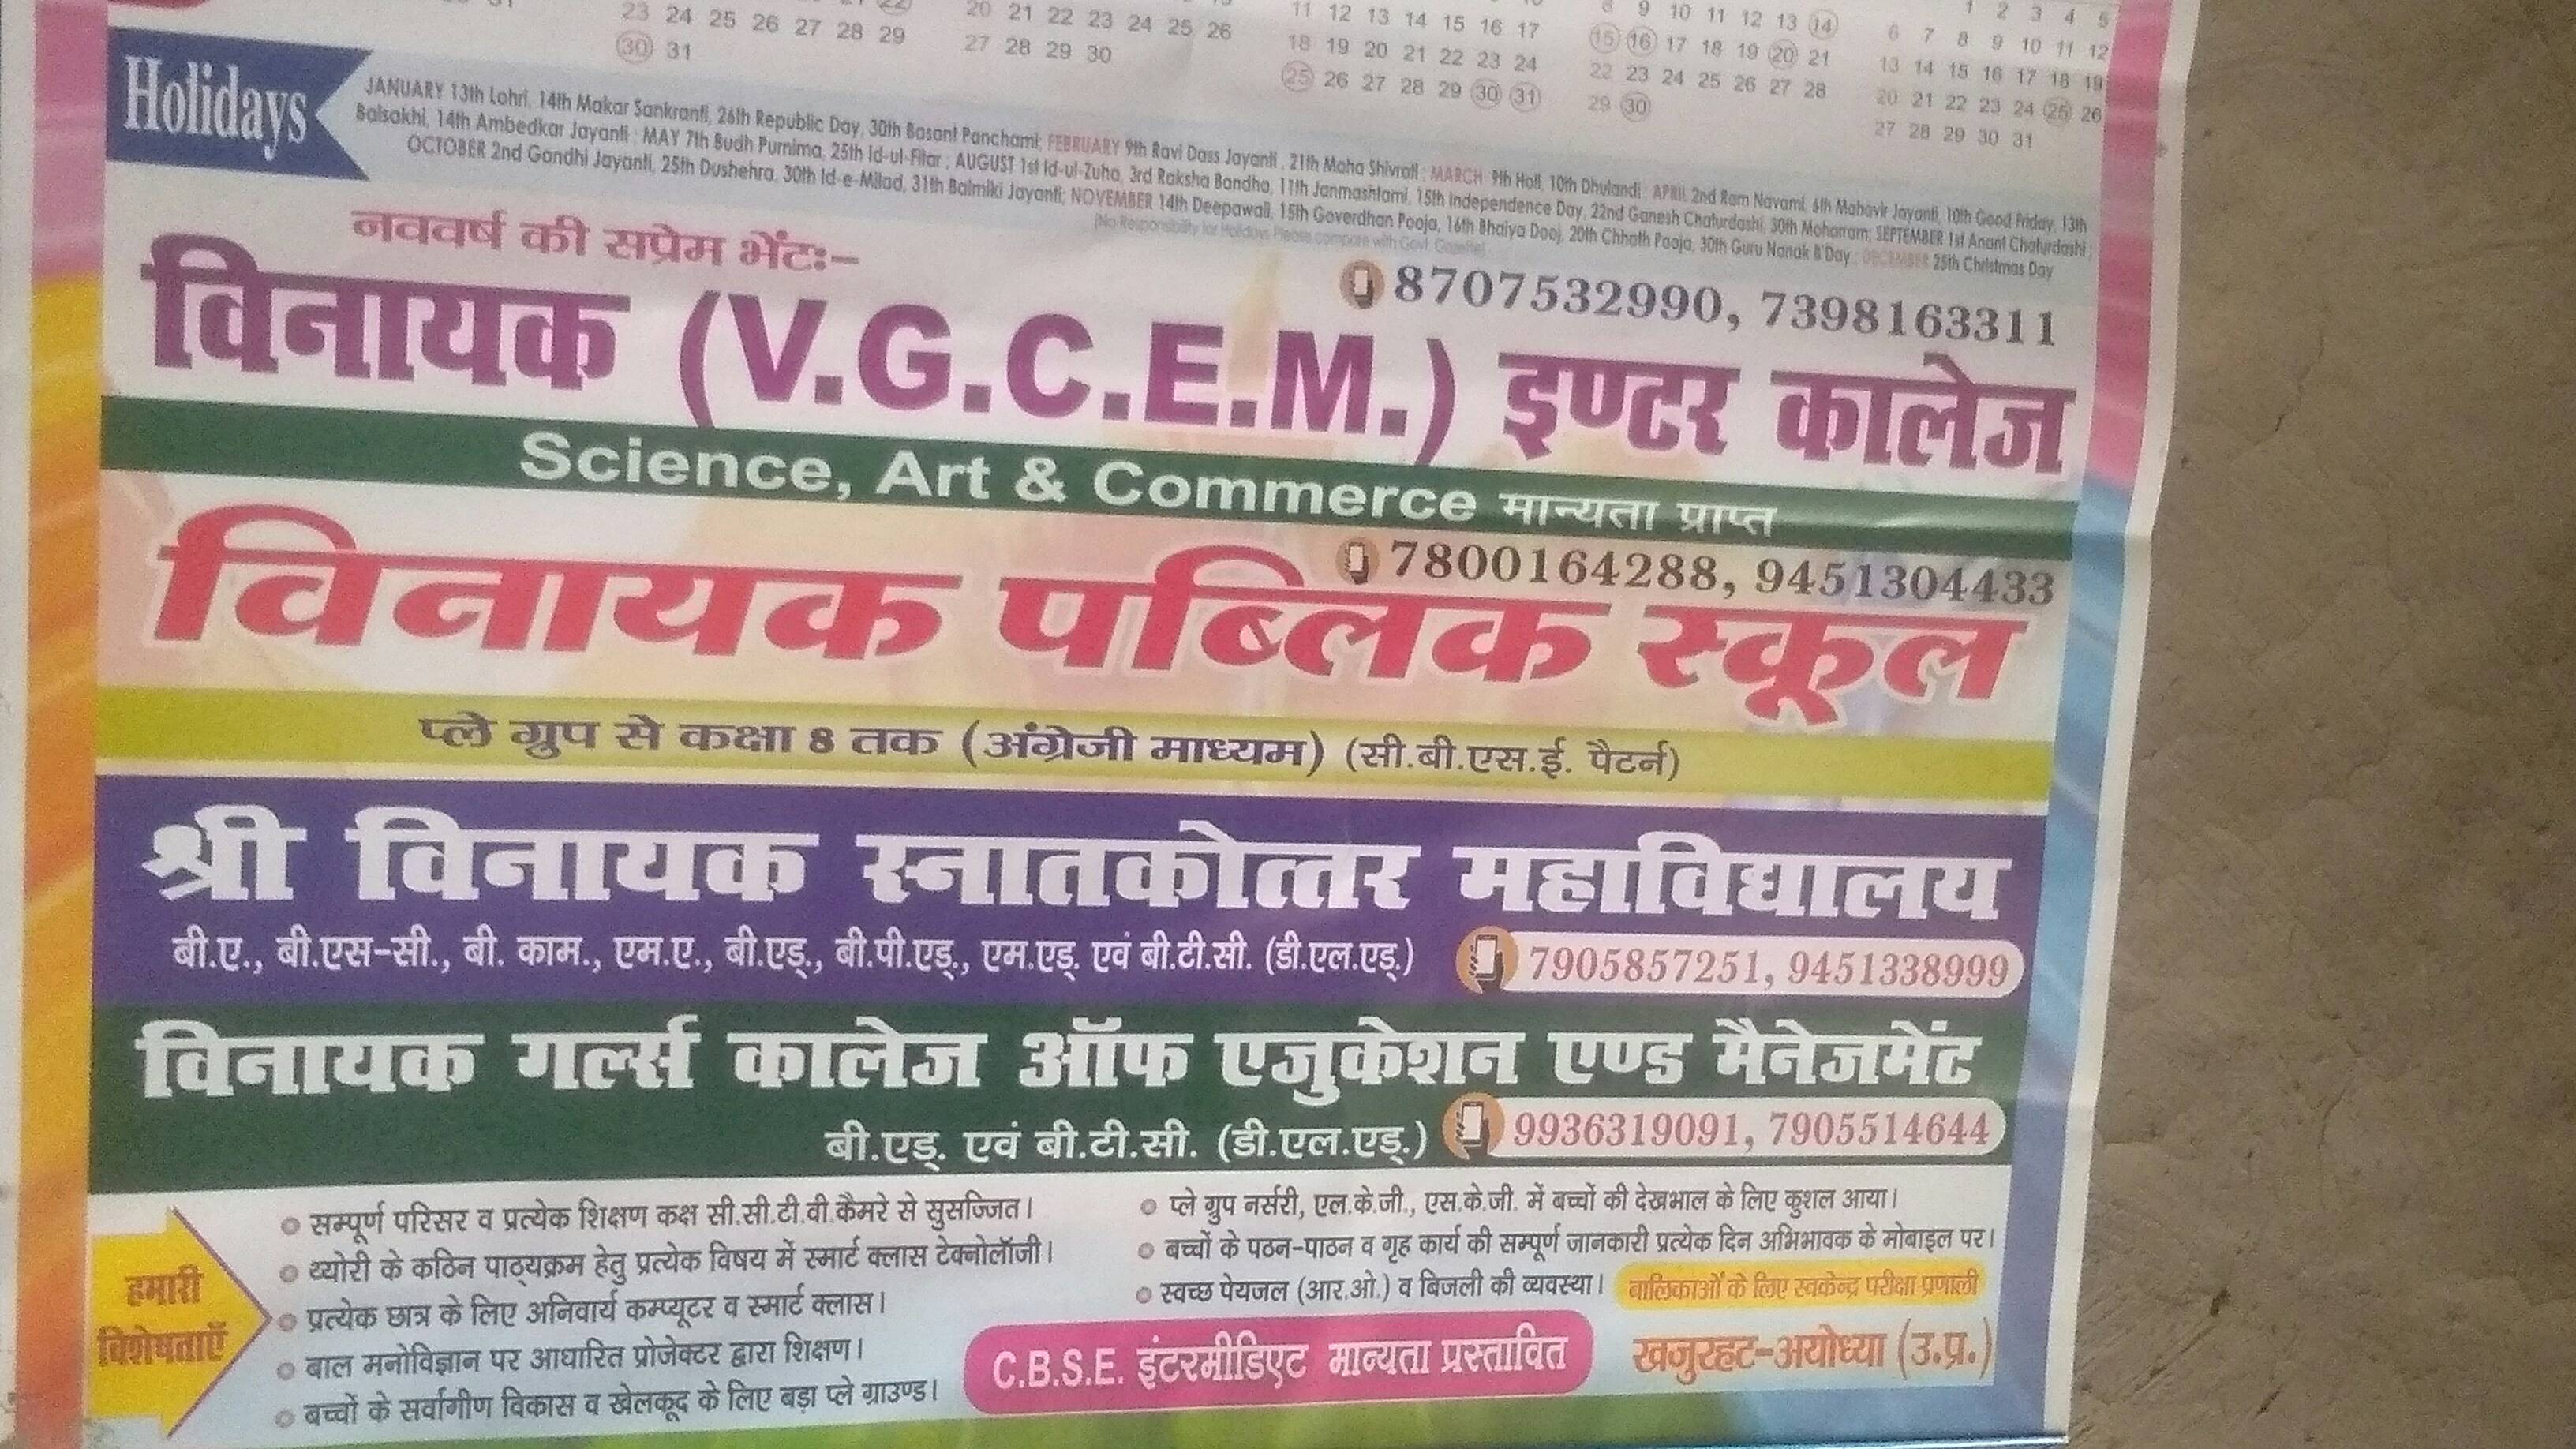 23 24 25 26 27 28 29
30 31
20 21 22 23 24 25 26
27 28 29 30
11 12 13 14 15 16 17
18 19 20 21 22 23 24
25 26 27 28 29 30 31
8 9 10 11 12 13 14
15 16 17 18 19 20 21
22 23 24 25 26 27 28
29 30
1 2 3 4 5
6 7 8 9 10 11 12
13 14 15 16 17 18 19
20 21 22 23 24 25 26
27 28 29 30 31
Holidays
JANUARY 13th Lohri, 14th Makar Sankranti, 26th Republic Day, 30th Basant Panchami; FEBRUARY 9th Ravi Dass Jayanti , 21th Maha Shivrati ; MARCH 9th Holi, 10th Dhulandi ; APRIL 2nd Ram Navami, 6th Mahavir Jayanti, 10th Good Friday, 13th
Baisakhi, 14th Ambedkar Jayanti ; MAY 7th Budh Purnima, 25th Id-ul-Fitar ; AUGUST 1st Id-ul-Zuha, 3rd Raksha Bandha, 11th Janmashtami, 15th Independence Day, 22nd Ganesh Chaturdashi, 30th Moharram; SEPTEMBER 1st Anant Chaturdashi ;
OCTOBER 2nd Gandhi Jayanti, 25th Dushehra, 30th Id-e-Milad, 31th Balmiki Jayanti; NOVEMBER 14th Deepawali, 15th Goverdhan Pooja, 16th Bhaiya Dooj, 20th Chhath Pooja, 30th Guru Nanak B'Day ; DECEMBER 25th Christmas Day
(No Responsibility for Holidays Please compare with Govt. Gazette)
नववर्ष की सप्रेम भेंटः-
8707532990, 7398163311
विनायक (V.G.C.E.M.) इण्टर कालेज
Science, Art & Commerce मान्यता प्राप्त
7800164288, 9451304433
विनायक पब्लिक स्कूल
प्ले ग्रुप से कक्षा 8 तक (अंग्रेजी माध्यम) (सी.बी.एस.ई. पैटर्न)
श्री विनायक स्नातकोत्तर महाविद्यालय
बी.ए., बी.एस-सी., बी. काम., एम.ए., बी.एड्., बी.पी.एड्., एम.एड्. एवं बी.टी.सी. (डी.एल.एड्.) 7905857251, 9451338999
विनायक गर्ल्स कालेज ऑफ एजुकेशन एण्ड मैनेजमेंट
बी.एड्. एवं बी.टी.सी. (डी.एल.एड्.) 9936319091, 7905514644
हमारी
विशेषताएँ
सम्पूर्ण परिसर व प्रत्येक शिक्षण कक्ष सी.सी.टी.वी.कैमरे से सुसज्जित।
थ्योरी के कठिन पाठ्यक्रम हेतु प्रत्येक विषय में स्मार्ट क्लास टेक्नोलॉजी।
प्रत्येक छात्र के लिए अनिवार्य कम्प्यूटर व स्मार्ट क्लास।
बाल मनोविज्ञान पर आधारित प्रोजेक्टर द्वारा शिक्षण।
बच्चों के सर्वागीण विकास व खेलकूद के लिए बड़ा प्ले ग्राउण्ड।
प्ले ग्रुप नर्सरी, एल.के.जी., एस.के.जी. में बच्चों की देखभाल के लिए कुशल आया।
बच्चों के पठन-पाठन व गृह कार्य की सम्पूर्ण जानकारी प्रत्येक दिन अभिभावक के मोबाइल पर।
स्वच्छ पेयजल (आर.ओ.) व बिजली की व्यवस्था।
बालिकाओं के लिए स्वकेन्द्र परीक्षा प्रणाली
C.B.S.E. इंटरमीडिएट मान्यता प्रस्तावित
खजुरहट-अयोध्या (उ.प्र.)